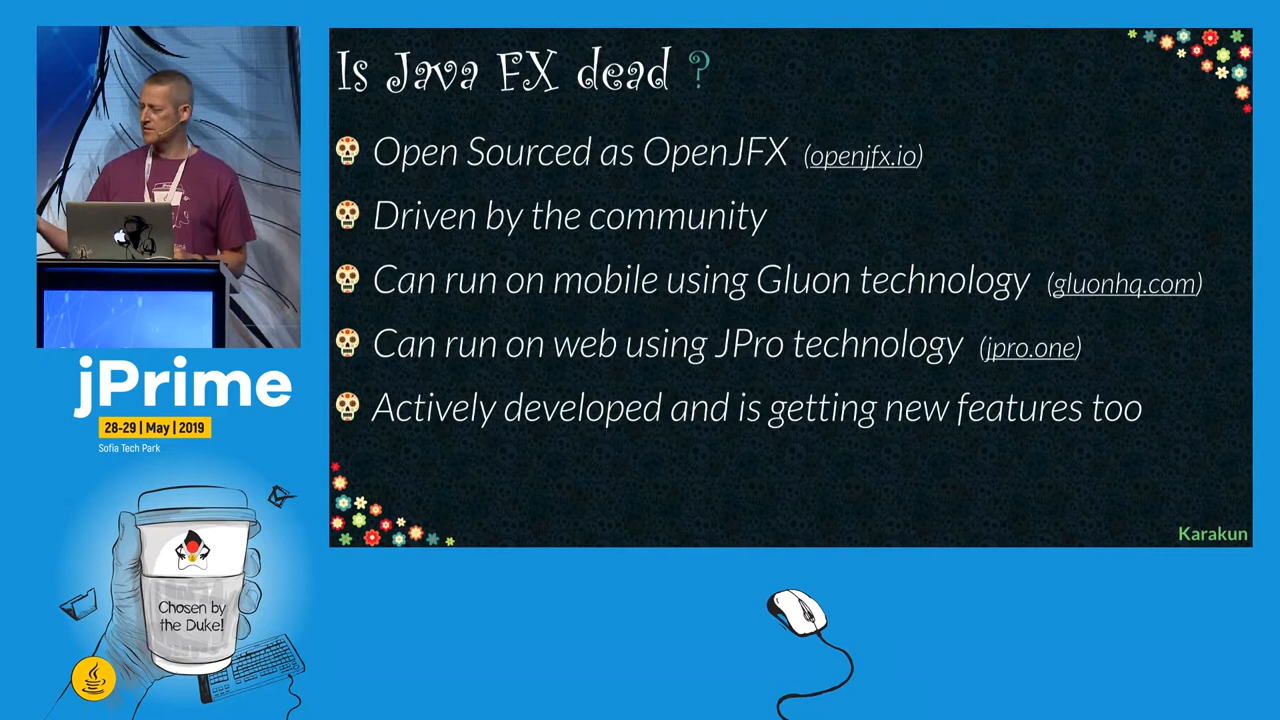 Is Java FX dead ?
Open Sourced as OpenJFX (openjfx.io)
Driven by the community
Can run on mobile using Gluon technology (gluonhq.com)
Can run on web using JPro technology (jpro.one)
Actively developed and is getting new features too
Karakun
jPrime
28-29 | May | 2019
Sofia Tech Park
Chosen by
the Duke!